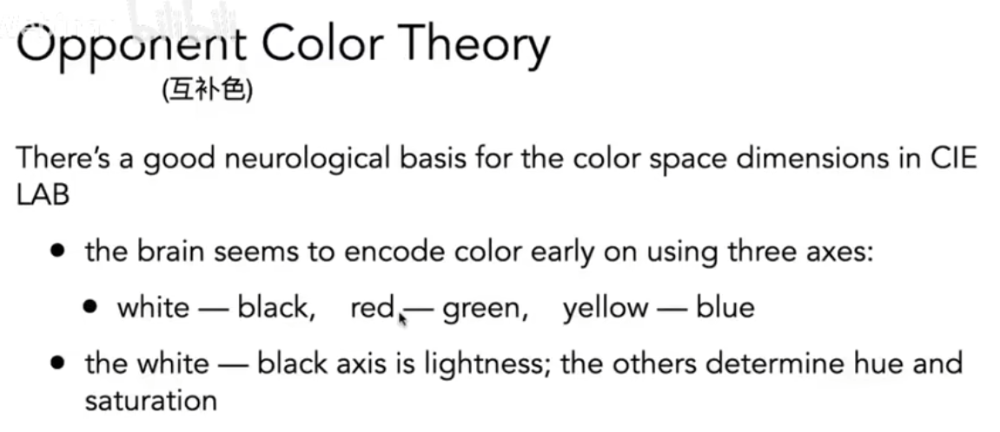 Opponent Color Theory
(互补色)
There's a good neurological basis for the color space dimensions in CIE
LAB
• the brain seems to encode color early on using three axes:
• white — black, red — green, yellow — blue
• the white — black axis is lightness; the others determine hue and
saturation